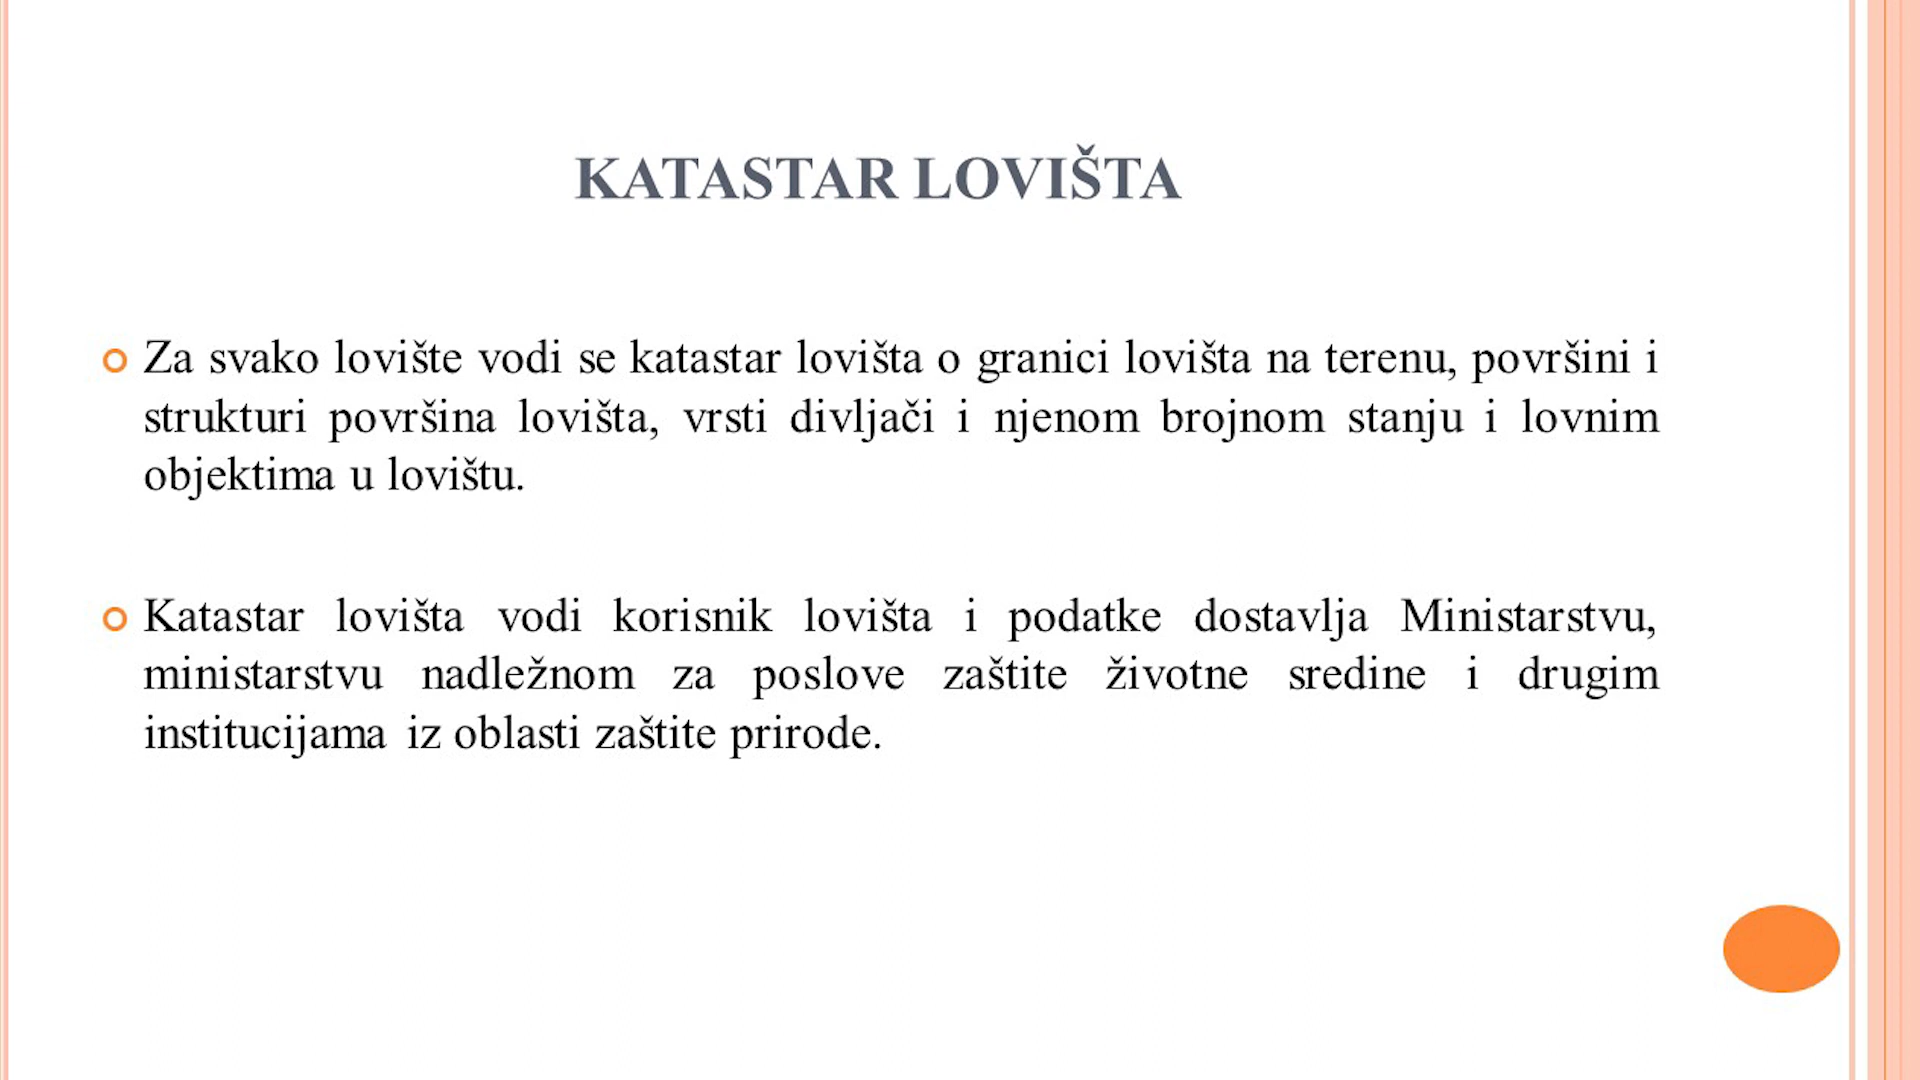 KATASTAR LOVIŠTA
Za svako lovište vodi se katastar lovišta o granici lovišta na terenu, površini i
strukturi površina lovišta, vrsti divljači i njenom brojnom stanju i lovnim
objektima u lovištu.
Katastar lovišta vodi korisnik lovišta i podatke dostavlja Ministarstvu,
ministarstvu nadležnom za poslove zaštite životne sredine i drugim
institucijama iz oblasti zaštite prirode.